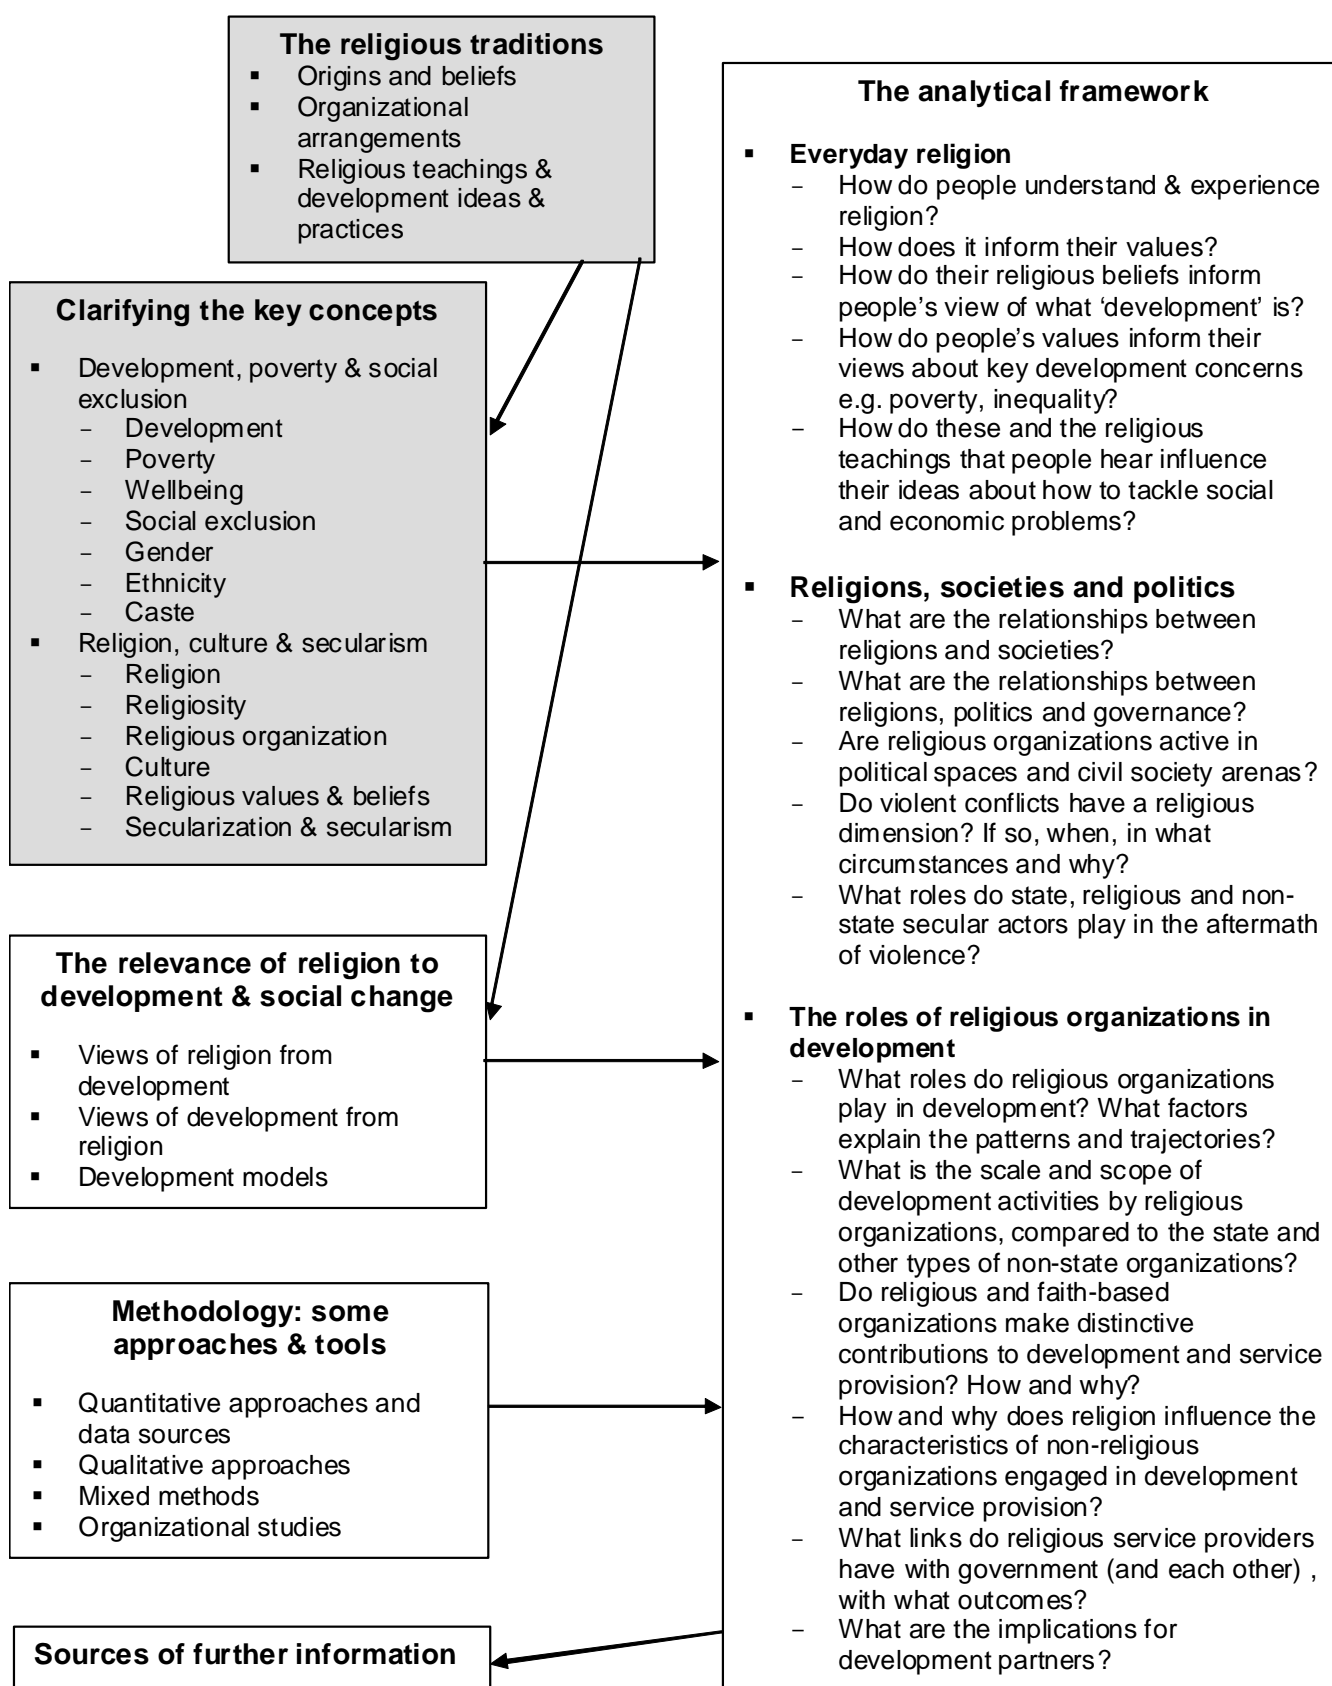 The religious traditions
▪ Origins and beliefs
▪ Organizational
arrangements
▪ Religious teachings &
development ideas &
practices
Clarifying the key concepts
▪ Development, poverty & social
exclusion
– Development
– Poverty
– Wellbeing
– Social exclusion
– Gender
– Ethnicity
– Caste
▪ Religion, culture & secularism
– Religion
– Religiosity
– Religious organization
– Culture
– Religious values & beliefs
– Secularization & secularism
The relevance of religion to
development & social change
▪ Views of religion from
development
▪ Views of development from
religion
▪ Development models
Methodology: some
approaches & tools
▪ Quantitative approaches and
data sources
▪ Qualitative approaches
▪ Mixed methods
▪ Organizational studies
Sources of further information
The analytical framework
▪ Everyday religion
– How do people understand & experience
religion?
– How does it inform their values?
– How do their religious beliefs inform
people’s view of what ‘development’ is?
– How do people’s values inform their
views about key development concerns
e.g. poverty, inequality?
– How do these and the religious
teachings that people hear influence
their ideas about how to tackle social
and economic problems?
▪ Religions, societies and politics
– What are the relationships between
religions and societies?
– What are the relationships between
religions, politics and governance?
– Are religious organizations active in
political spaces and civil society arenas?
– Do violent conflicts have a religious
dimension? If so, when, in what
circumstances and why?
– What roles do state, religious and non-
state secular actors play in the aftermath
of violence?
▪ The roles of religious organizations in
development
– What roles do religious organizations
play in development? What factors
explain the patterns and trajectories?
– What is the scale and scope of
development activities by religious
organizations, compared to the state and
other types of non-state organizations?
– Do religious and faith-based
organizations make distinctive
contributions to development and service
provision? How and why?
– How and why does religion influence the
characteristics of non-religious
organizations engaged in development
and service provision?
– What links do religious service providers
have with government (and each other) ,
with what outcomes?
– What are the implications for
development partners?